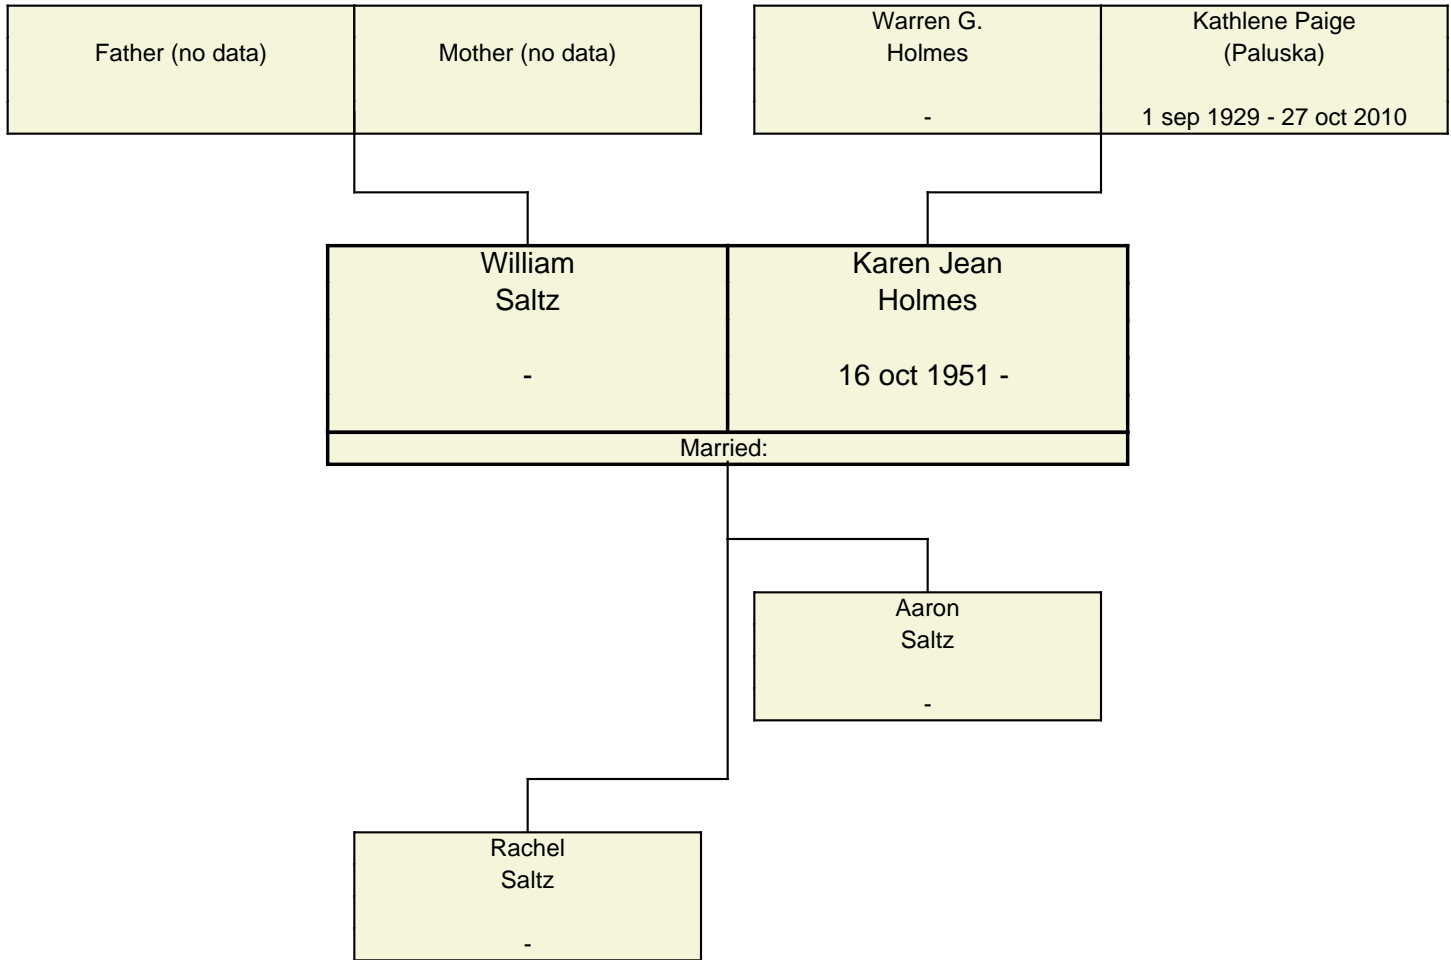 Father (no data)
Mother (no data)
Warren G.
Holmes
-
Kathlene Paige
(Paluska)
1 sep 1929 - 27 oct 2010
William
Saltz
-
Karen Jean
Holmes
16 oct 1951 -
Married:
Aaron
Saltz
-
Rachel
Saltz
-